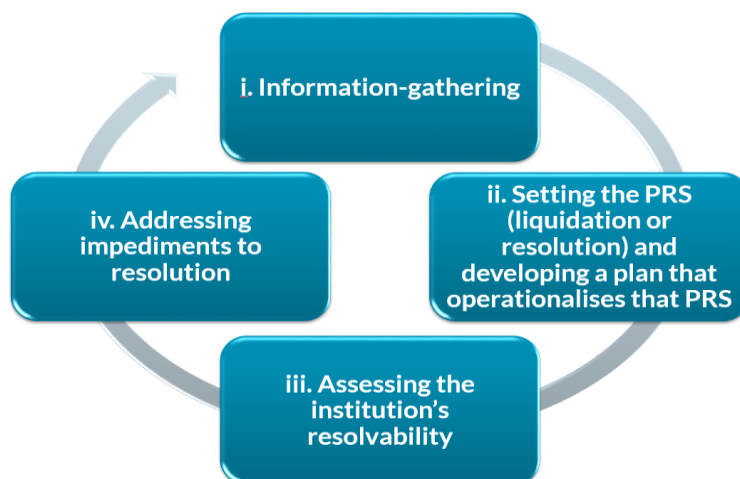 i. Information-gathering
ii. Setting the PRS
(liquidation or
resolution) and
developing a plan that
operationalises that PRS
iii. Assessing the
institution’s
resolvability
iv. Addressing
impediments to
resolution